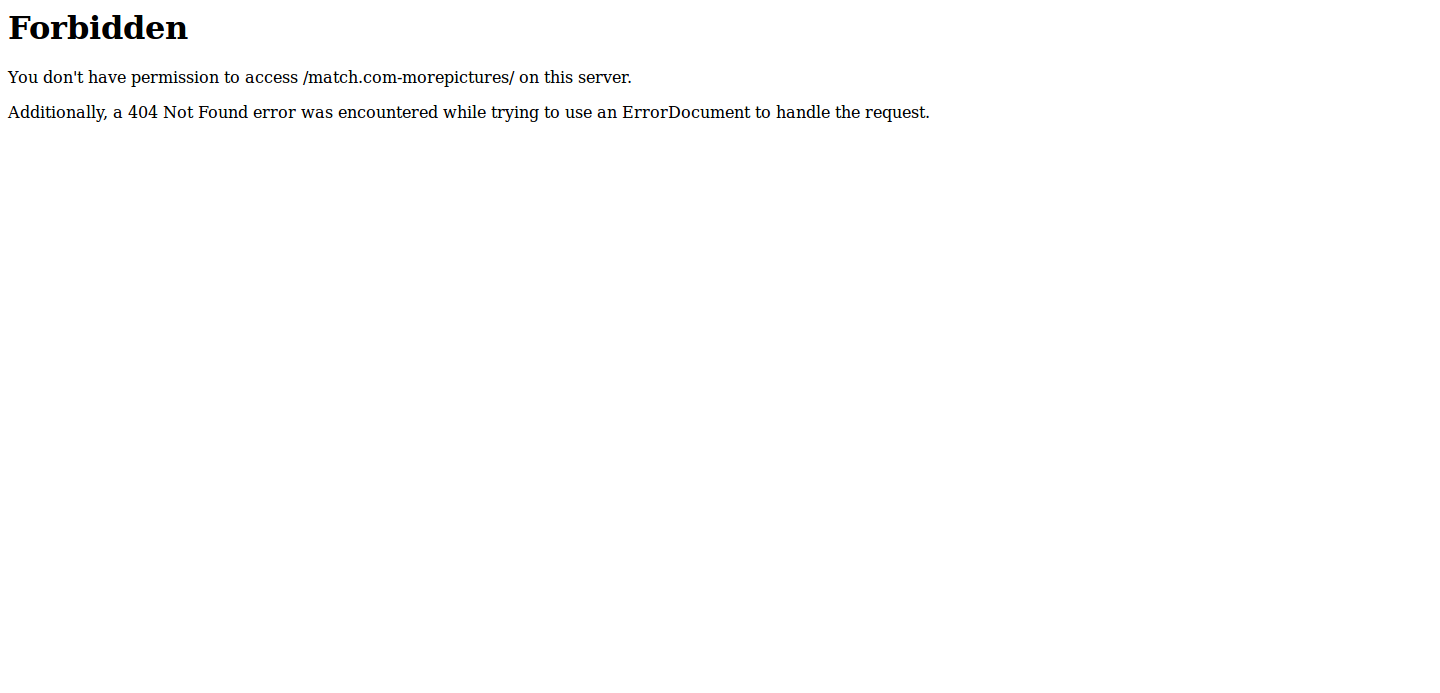 Forbidden
You don't have permission to access /match.com-morepictures/ on this server.
Additionally, a 404 Not Found error was encountered while trying to use an ErrorDocument to handle the request.